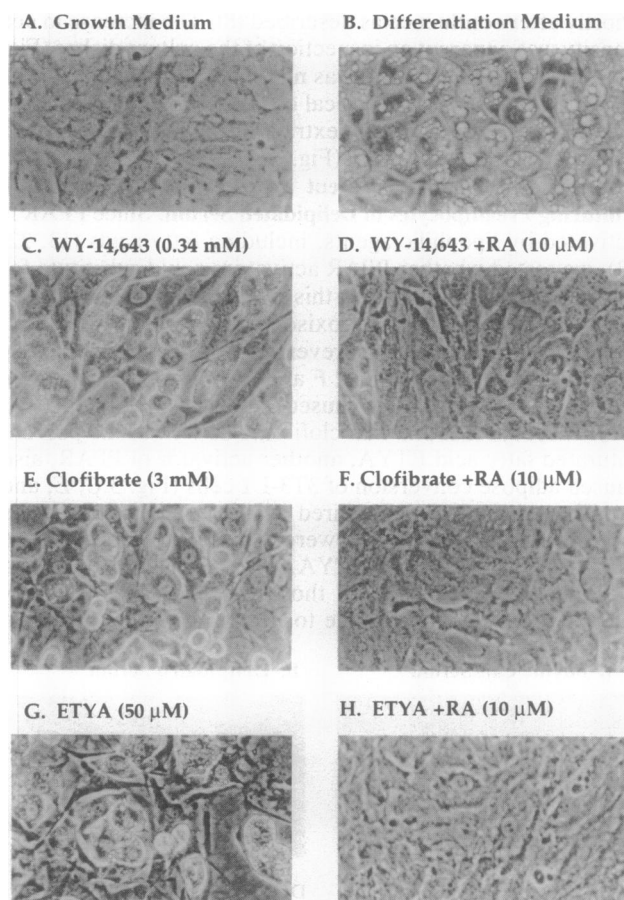 A. Growth Medium
B. Differentiation Medium
C. WY-14,643 (0.34 mM)
D. WY-14,643 +RA (10 μM)
E. Clofibrate (3 mM)
F. Clofibrate +RA (10 μM)
G. ETYA (50 μM)
H. ETYA +RA (10 μM)